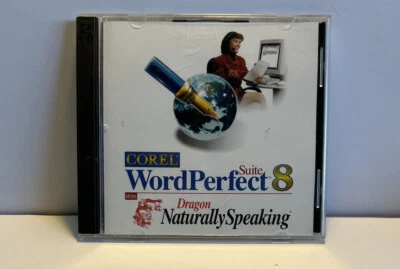 COREL
WordPerfect Suite 8
With
Dragon
NaturallySpeaking